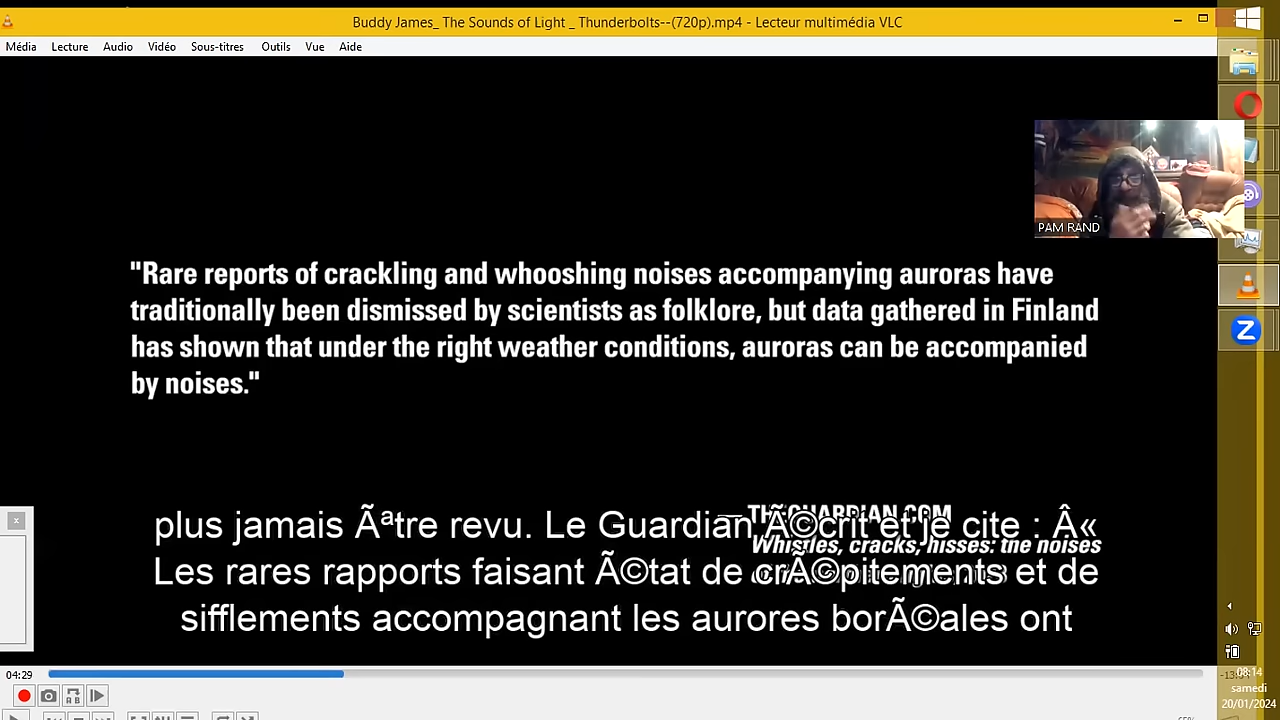 Buddy James_ The Sounds of Light _ Thunderbolts--(720p).mp4 - Lecteur multimédia VLC
Média Lecture Audio Vidéo Sous-titres Outils Vue Aide
PAM RAND
"Rare reports of crackling and whooshing noises accompanying auroras have
traditionally been dismissed by scientists as folklore, but data gathered in Finland
has shown that under the right weather conditions, auroras can be accompanied
by noises."
— THEGUARDIAN.COM
Whistles, cracks, hisses: the noises
plus jamais Ãªtre revu. Le Guardian Ã©crit et je cite : Â«
Les rares rapports faisant Ã©tat de crÃ©pitements et de
sifflements accompagnant les aurores borÃ©ales ont
04:29
08:14
samedi
20/01/2024